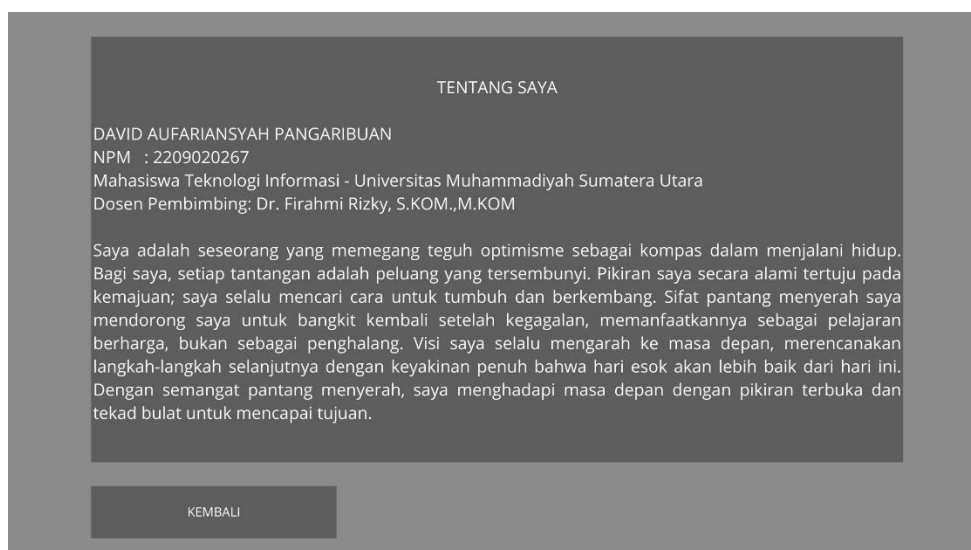 TENTANG SAYA
DAVID AUFARIANSYAH PANGARIBUAN
NPM : 2209020267
Mahasiswa Teknologi Informasi - Universitas Muhammadiyah Sumatera Utara
Dosen Pembimbing: Dr. Firahmi Rizky, S.KOM.,M.KOM
Saya adalah seseorang yang memegang teguh optimisme sebagai kompas dalam menjalani hidup.
Bagi saya, setiap tantangan adalah peluang yang tersembunyi. Pikiran saya secara alami tertuju pada
kemajuan; saya selalu mencari cara untuk tumbuh dan berkembang. Sifat pantang menyerah saya
mendorong saya untuk bangkit kembali setelah kegagalan, memanfaatkannya sebagai pelajaran
berharga, bukan sebagai penghalang. Visi saya selalu mengarah ke masa depan, merencanakan
langkah-langkah selanjutnya dengan keyakinan penuh bahwa hari esok akan lebih baik dari hari ini.
Dengan semangat pantang menyerah, saya menghadapi masa depan dengan pikiran terbuka dan
tekad bulat untuk mencapai tujuan.
KEMBALI